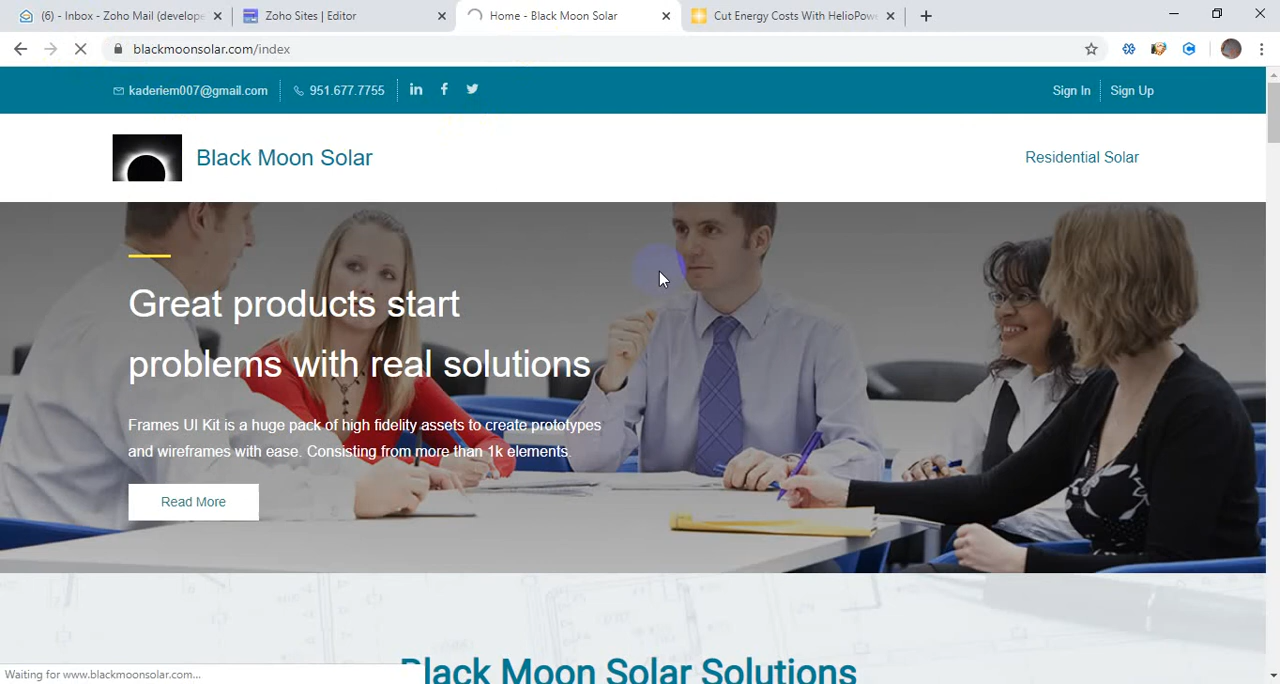 (6) - Inbox - Zoho Mail (develope
Zoho Sites | Editor
Home - Black Moon Solar
Cut Energy Costs With HelioPowe
blackmoonsolar.com/index
kaderiem007@gmail.com
951.677.7755
Sign In
Sign Up
Black Moon Solar
Residential Solar
Great products start
problems with real solutions
Frames UI Kit is a huge pack of high fidelity assets to create prototypes
and wireframes with ease. Consisting from more than 1k elements.
Read More
Black Moon Solar Solutions
Waiting for www.blackmoonsolar.com...